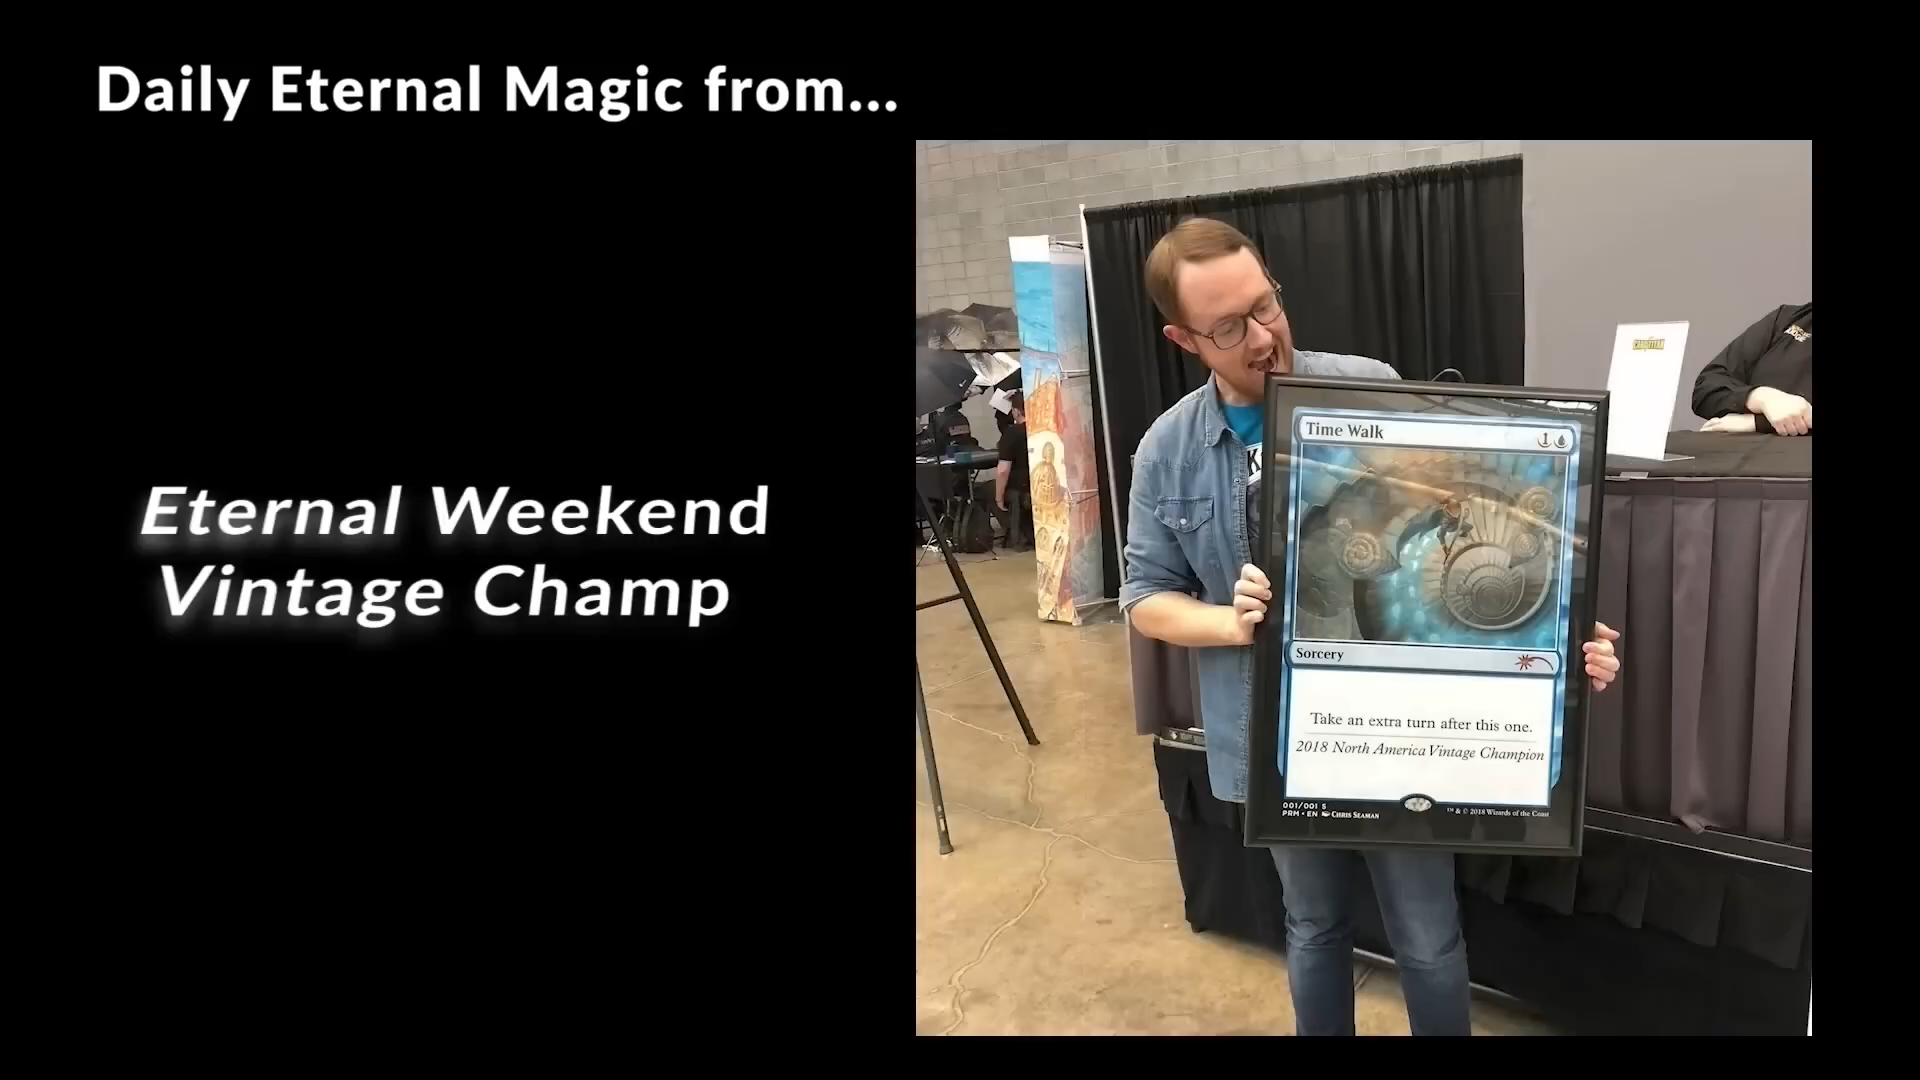 Daily Eternal Magic from...
Eternal Weekend
Vintage Champ
Time Walk
1
Sorcery
Take an extra turn after this one.
2018 North America Vintage Champion
001/001 S
PRM • EN Chris Seaman
™ & © 2018 Wizards of the Coast